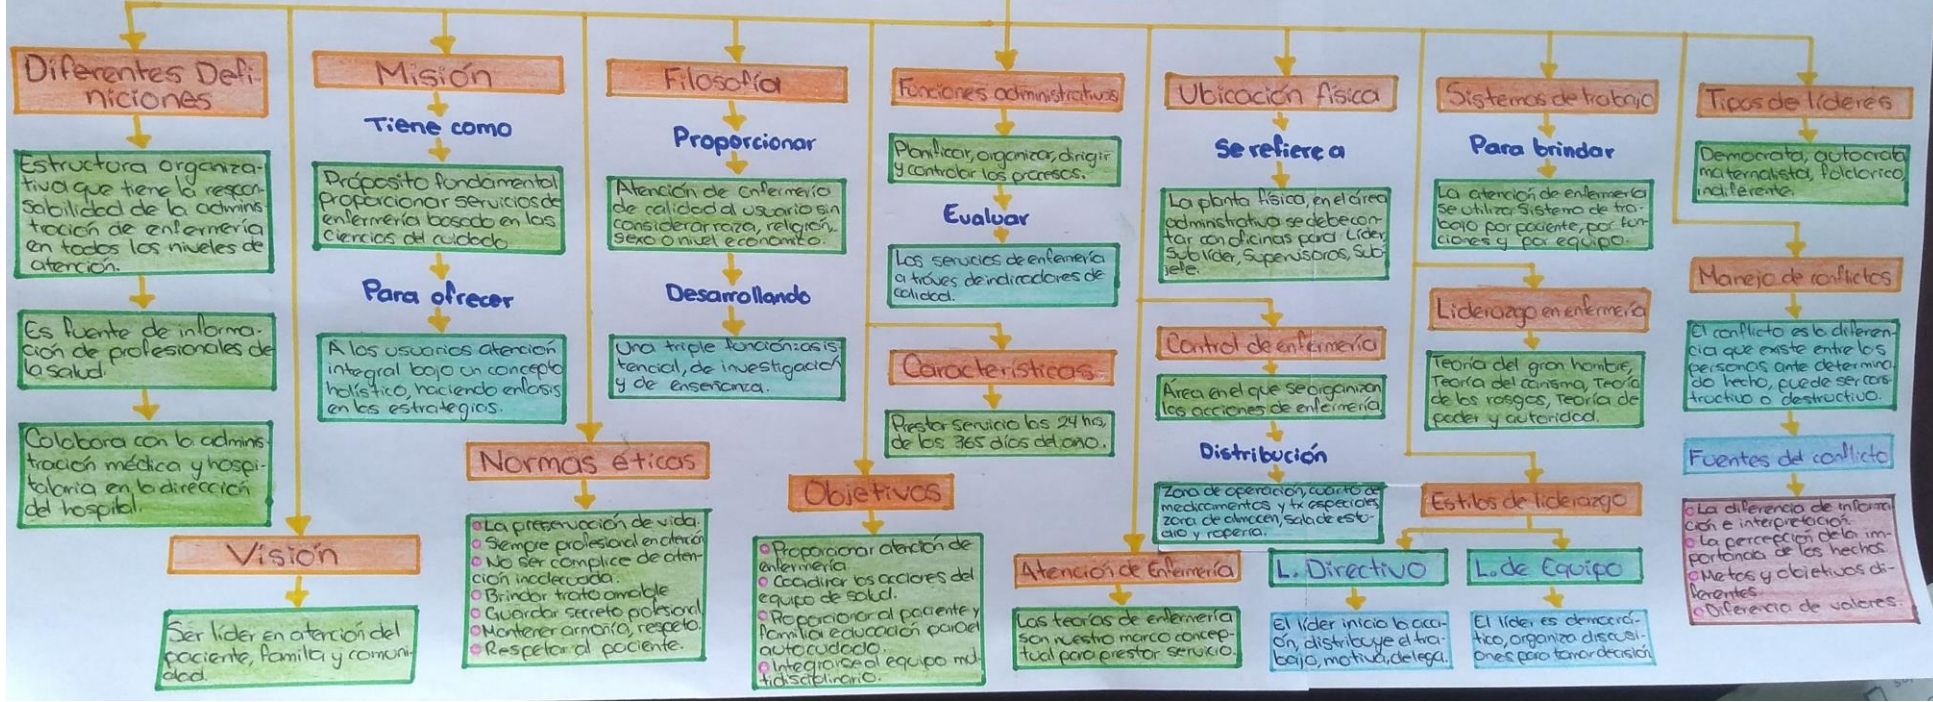 Diferentes Defi-
niciones
Estructura organiza-
tiva que tiene la respon-
sabilidad de la adminis
tración de enfermería
en todos los niveles de
atención.
Es fuente de informa-
ción de profesionales de
la salud.
Colabora con la adminis
tración médica y hospi-
talaria en la dirección
del hospital.
Visión
Ser líder en atención del
paciente, familia y comuni-
dad.
Misión
Tiene como
Próposito fundamental
proporcionar servicios de
enfermería basado en las
ciencias del cuidado.
Para ofrecer
A los usuarios atención
integral bajo un concepto
holístico, haciendo enfasis
en los estrategios.
Normas éticas
La preservación de vida.
Siempre profesional en atención
No ser complice de aten-
ción inadecuada.
Brindar trato amable
Guardar secreto profesional
Mantener armonía, respeto.
Respetar al paciente.
Filosofía
Proporcionar
Atención de enfermería
de calidad al usuario sin
considerar raza, religión,
sexo o nivel economico.
Desarrollando
Una triple función: asis
tencial, de investigación
y de enseñanza.
Objetivos
Proporcionar atención de
enfermería
Coordinar las acciones del
equipo de salud.
Proporcionar al paciente y
familia educación para el
autocuidado.
Integrarse al equipo mul
tidisciplinario.
Funciones administrativas
Planificar, organizar, dirigir
y controlar los procesos.
Evaluar
Los servicios de enfermería
a tráves de indicadores de
calidad.
Características
Prestar servicio las 24 hrs,
de los 365 días del año.
Atención de Enfermería
Las teorías de enfermería
son nuestro marco concep-
tual para prestar servicio.
Ubicación física
Se refiere a
La planta física, en el área
administrativa se debe con-
tar con oficinas para Líder,
Sublíder, Supervisoras, Sub-
jefe.
Control de enfermería
Área en el que se organizan
las acciones de enfermería
Distribución
Zona de operación, cuarto de
medicamentos y tx especiales,
zona de almacen, sala de esto-
 y ropería.
Sistemas de trabajo
Para brindar
La atención de enfermería
se utiliza sistema de tra-
bajo por paciente, por fun-
ciones y por equipo.
Liderazgo en enfermería
Teoría del gran hombre,
Teoría del carisma, Teoría
de los rasgos, Teoría de
poder y autoridad.
Estilos de liderazgo
L. Directivo
El líder inicia la acci-
ón, distribuye el tra-
bajo, motiva, delega.
L. de Equipo
El líder es democrá-
tico, organiza discusi-
ones para tomar decisión
Tipos de líderes
Democrata, autocrata
maternalista, folclorico,
indiferente.
Manejo de conflictos
El conflicto es la diferen-
cia que existe entre las
personas ante determina
do hecho, puede ser cons-
tructivo o destructivo.
Fuentes del conflicto
La diferencia de informa
ción e interpretación.
La percepción de la im-
portancia de los hechos.
Metas y objetivos di-
ferentes.
Diferencia de valores.